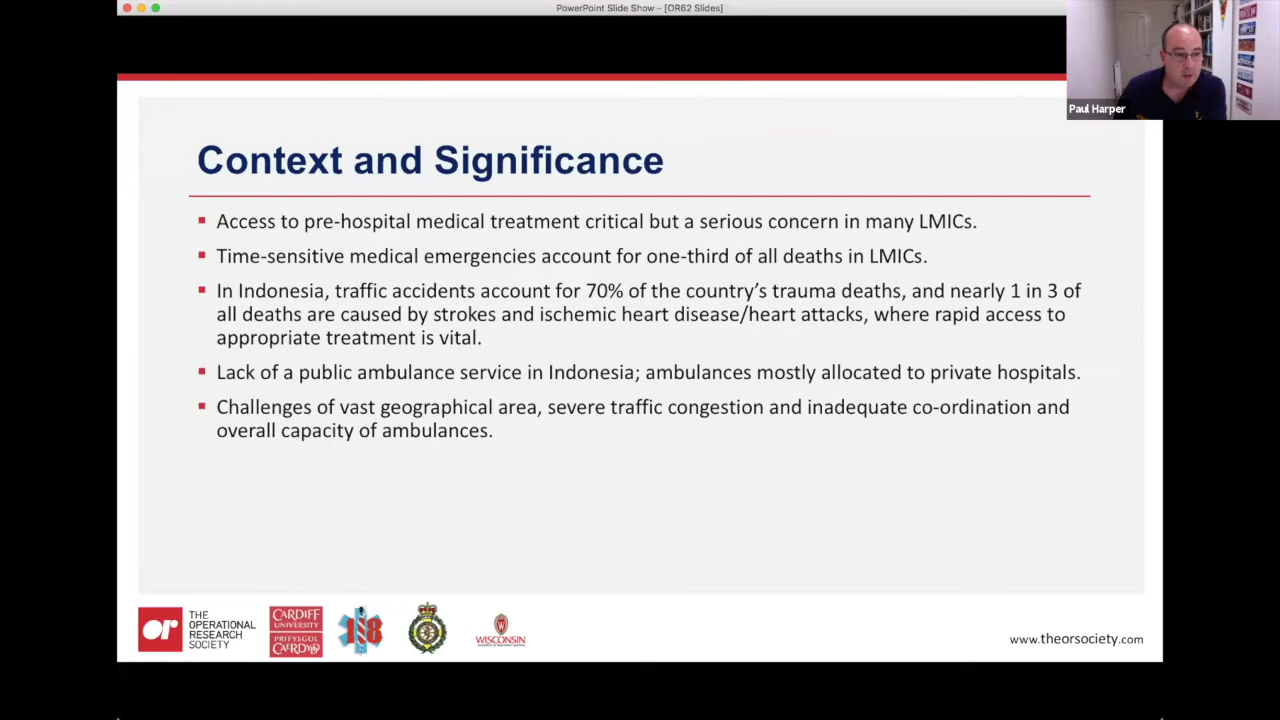 PowerPoint Slide Show – [OR62 Slides]
Paul Harper
Context and Significance
Access to pre-hospital medical treatment critical but a serious concern in many LMICs.
Time-sensitive medical emergencies account for one-third of all deaths in LMICs.
In Indonesia, traffic accidents account for 70% of the country’s trauma deaths, and nearly 1 in 3 of
all deaths are caused by strokes and ischemic heart disease/heart attacks, where rapid access to
appropriate treatment is vital.
Lack of a public ambulance service in Indonesia; ambulances mostly allocated to private hospitals.
Challenges of vast geographical area, severe traffic congestion and inadequate co-ordination and
overall capacity of ambulances.
or
THE
OPERATIONAL
RESEARCH
SOCIETY
CARDIFF
UNIVERSITY
PRIFYSGOL
CAERDYDD
118
W
WISCONSIN
www.theorsociety.com